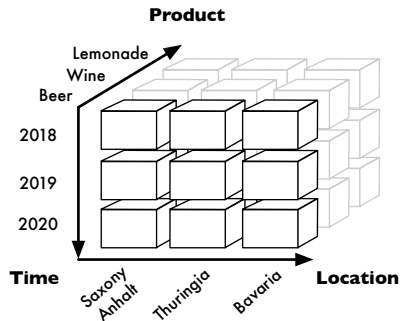 Product
Lemonade
Wine
Beer
2018
2019
2020
Time
Saxony
Anhalt
Thuringia
Bavaria
Location